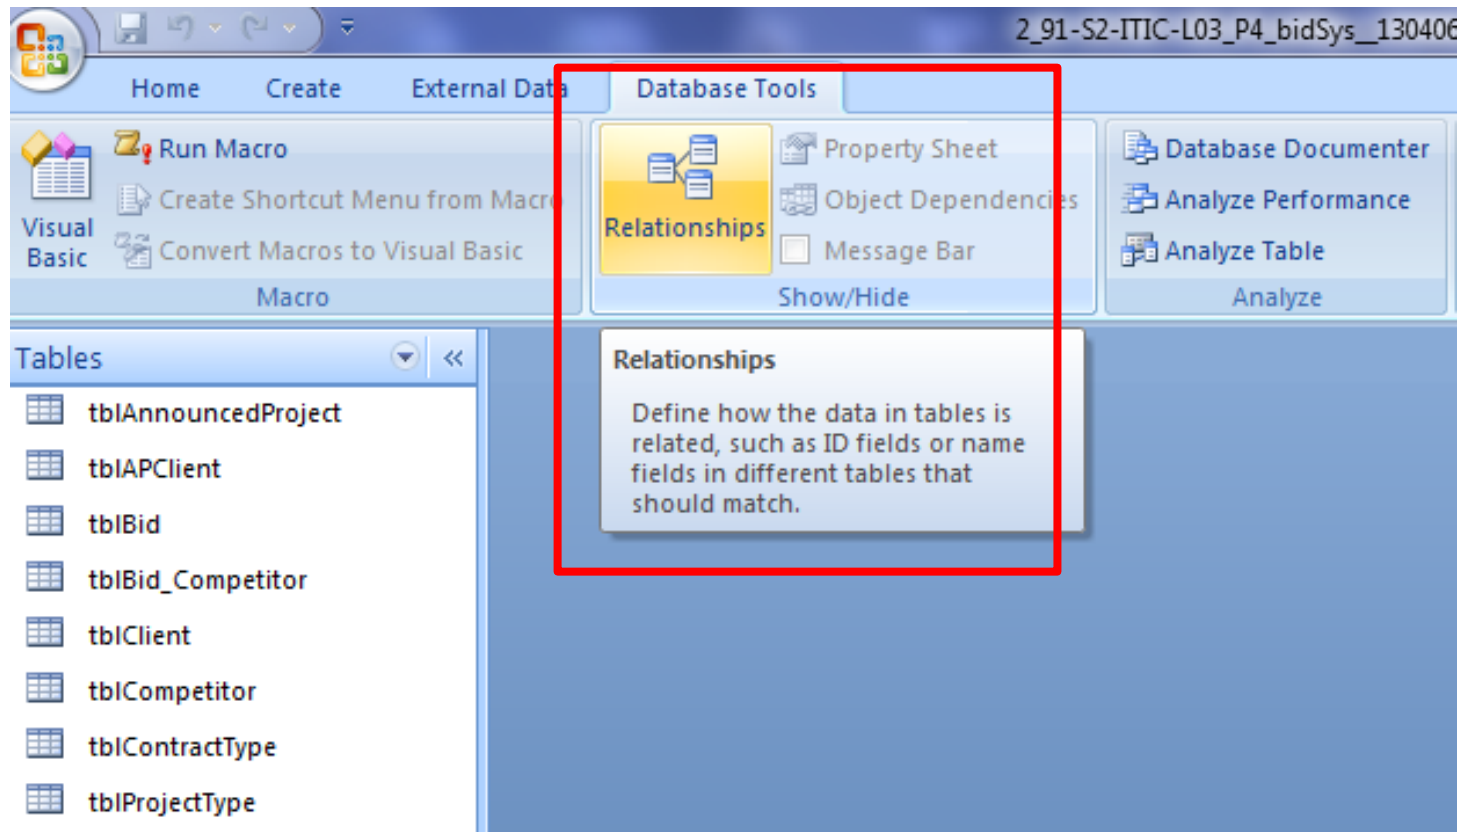 2_91-S2-ITIC-L03_P4_bidSys__130406
Home Create External Data Database Tools
Run Macro
Create Shortcut Menu from Macro
Convert Macros to Visual Basic
Visual
Basic
Macro
Relationships
Property Sheet
Object Dependencies
Message Bar
Show/Hide
Database Documenter
Analyze Performance
Analyze Table
Analyze
Tables
tblAnnouncedProject
tblAPClient
tblBid
tblBid_Competitor
tblClient
tblCompetitor
tblContractType
tblProjectType
Relationships
Define how the data in tables is
related, such as ID fields or name
fields in different tables that
should match.